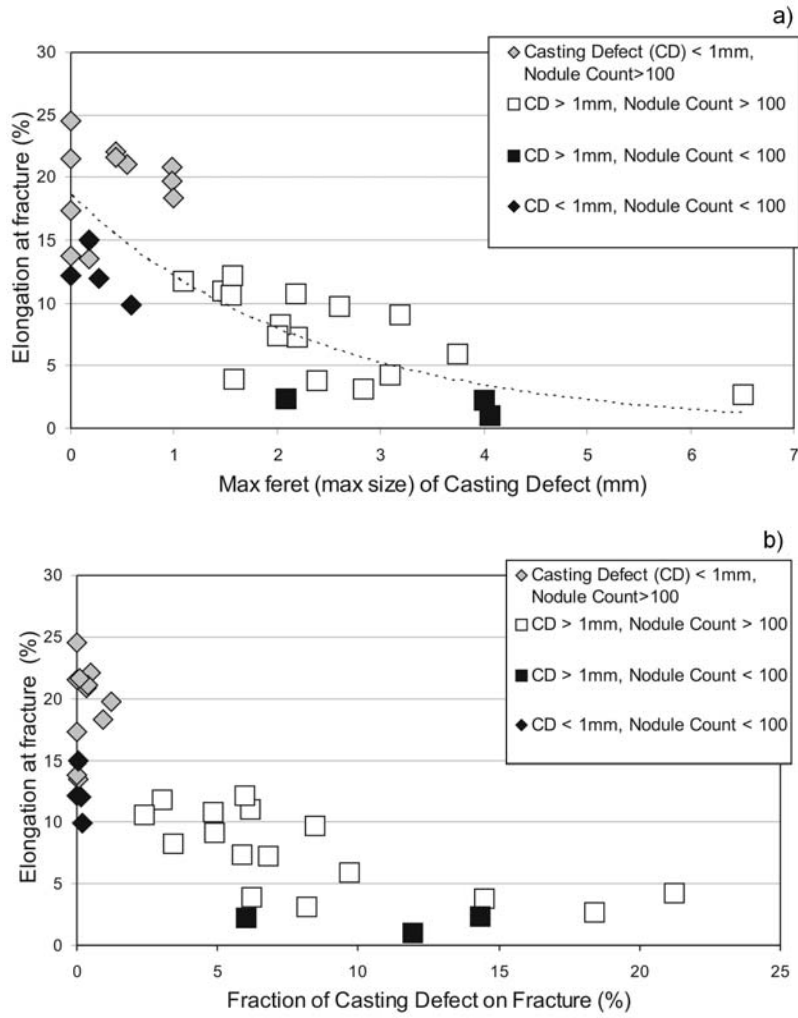 a)
30
25
20
15
10
5
0
Elongation at fracture (%)
Casting Defect (CD) < 1mm,
Nodule Count>100
CD > 1mm, Nodule Count > 100
CD > 1mm, Nodule Count < 100
CD < 1mm, Nodule Count < 100
0 1 2 3 4 5 6 7
Max feret (max size) of Casting Defect (mm)
b)
30
25
20
15
10
5
0
Elongation at fracture (%)
Casting Defect (CD) < 1mm,
Nodule Count>100
CD > 1mm, Nodule Count > 100
CD > 1mm, Nodule Count < 100
CD < 1mm, Nodule Count < 100
0 5 10 15 20 25
Fraction of Casting Defect on Fracture (%)